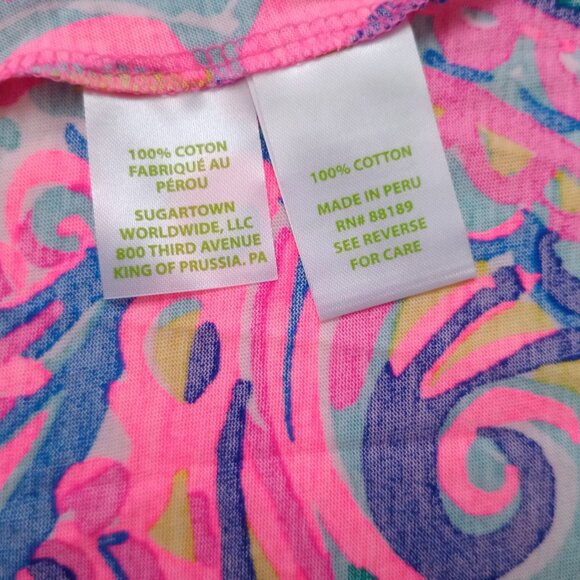 100% COTON
FABRIQUÉ AU
PÉROU
SUGARTOWN
WORLDWIDE, LLC
800 THIRD AVENUE
KING OF PRUSSIA, PA
100% COTTON
MADE IN PERU
RN# 88189
SEE REVERSE
FOR CARE